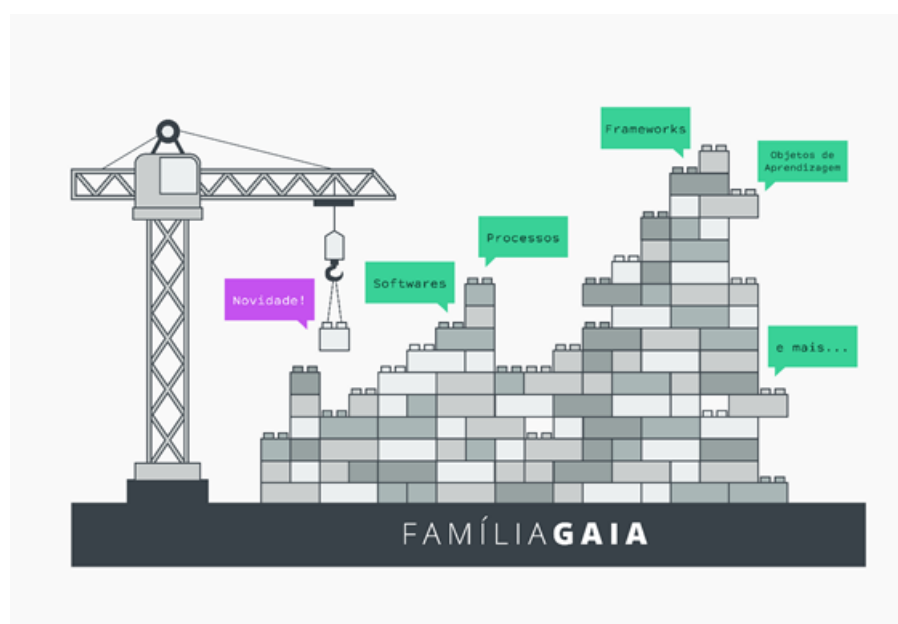 Frameworks
Objetos de
Aprendizagem
Processos
Softwares
Novidade!
e mais...
FAMÍLIAGAIA